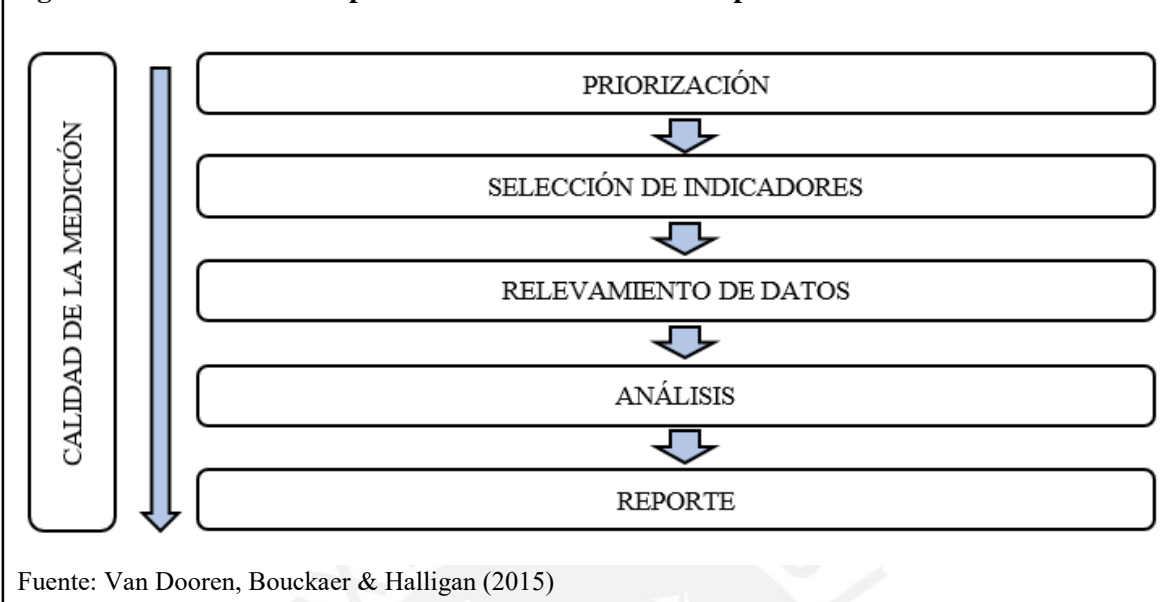 CALIDAD DE LA MEDICIÓN
PRIORIZACIÓN
SELECCIÓN DE INDICADORES
RELEVAMIENTO DE DATOS
ANÁLISIS
REPORTE
Fuente: Van Dooren, Bouckaer & Halligan (2015)